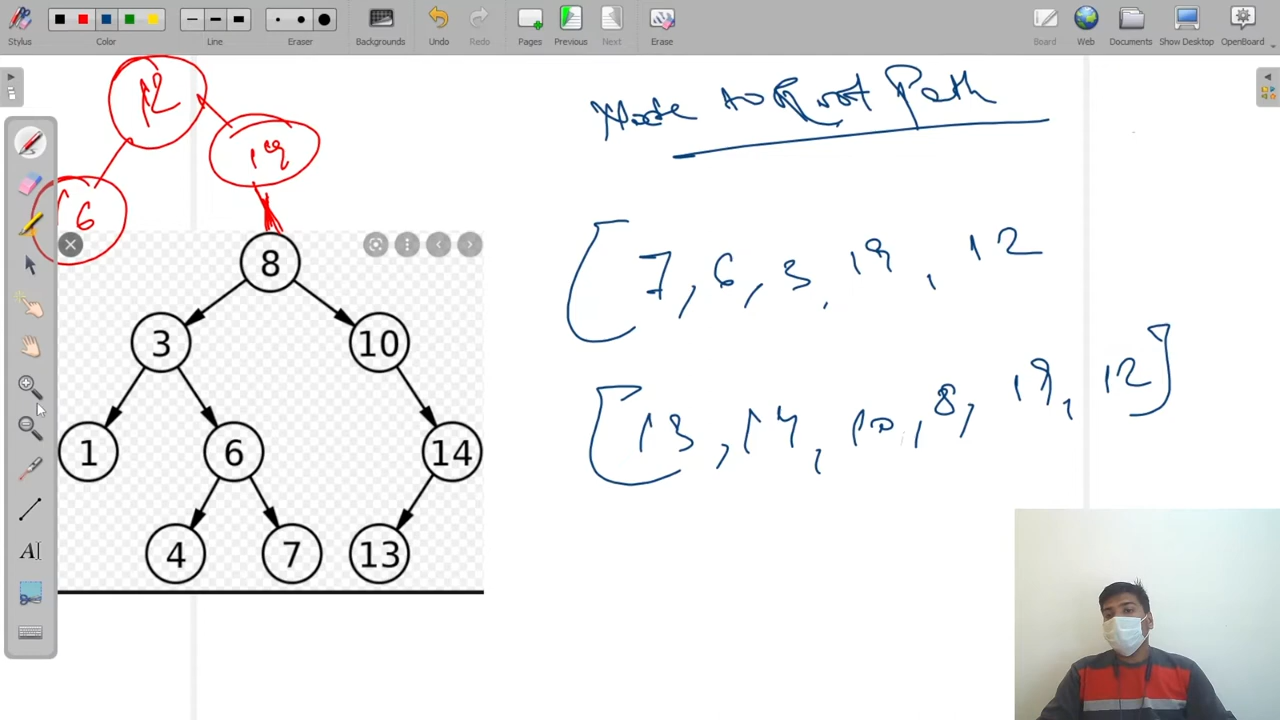 Stylus
Color
Line
Eraser
Backgrounds
Undo
Redo
Pages
Previous
Next
Erase
Board
Web
Documents
Show Desktop
OpenBoard
Node to Root Path
12
19
6
[7, 6, 3, 19, 12
[13, 14, 10, 8, 19, 12]
8
3
10
1
6
14
4
7
13
A